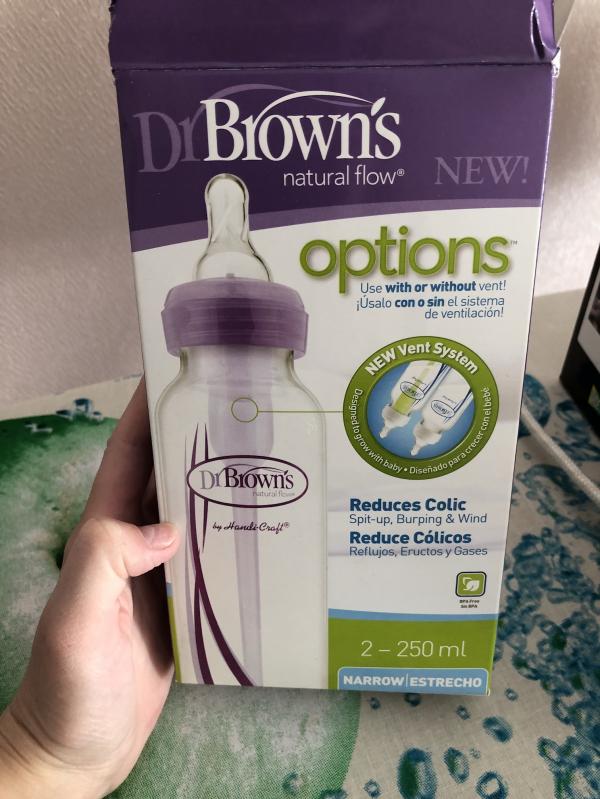 Dr Brown's
natural flow®
NEW!
options™
Use with or without vent!
¡Úsalo con o sin el sistema
de ventilación!
NEW Vent System
Designed to grow with baby • Diseñado para crecer con el bebé
Dr Brown's
natural flow®
by Handi-Craft®
Reduces Colic
Spit-up, Burping & Wind
Reduce Cólicos
Reflujos, Eructos y Gases
BPA Free
Sin BPA
2 – 250 ml
NARROW|ESTRECHO